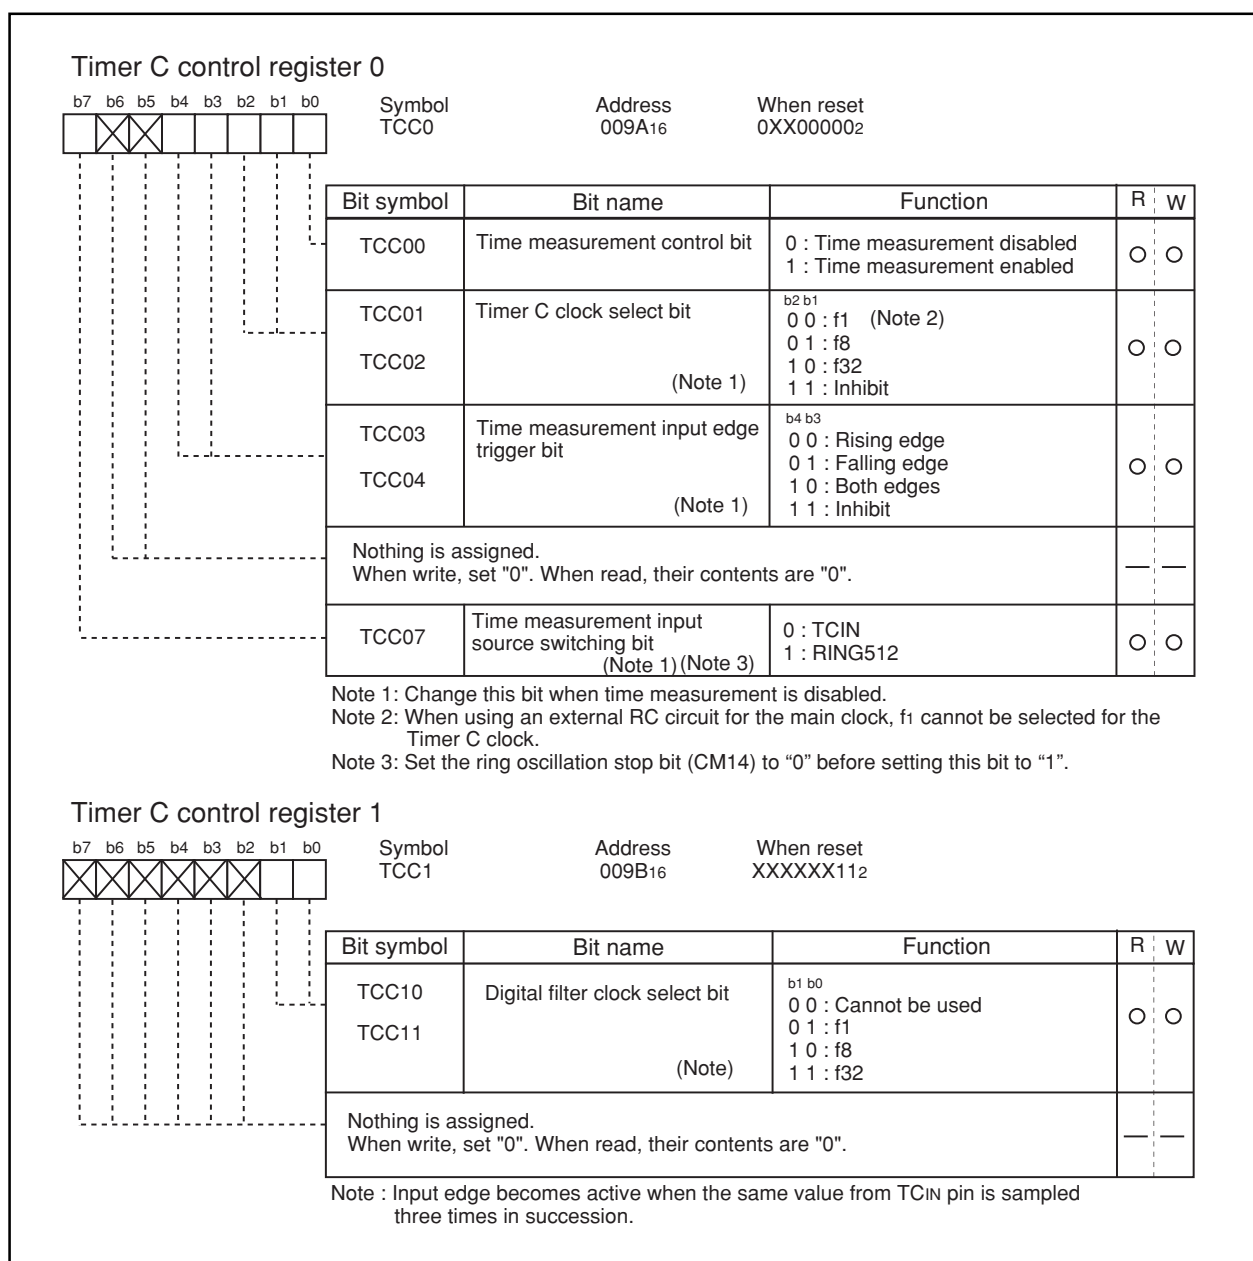 Timer C control register 0
b7 b6 b5 b4 b3 b2 b1 b0
Symbol Address When reset
TCC0 009A16 0XX000002
Bit symbol Bit name Function R W
TCC00 Time measurement control bit 0 : Time measurement disabled
1 : Time measurement enabled
TCC01 Timer C clock select bit b2 b1
0 0 : f1 (Note 2)
0 1 : f8
TCC02 1 0 : f32
(Note 1) 1 1 : Inhibit
TCC03 Time measurement input edge b4 b3
trigger bit 0 0 : Rising edge
0 1 : Falling edge
TCC04 1 0 : Both edges
(Note 1) 1 1 : Inhibit
Nothing is assigned.
When write, set "0". When read, their contents are "0".
TCC07 Time measurement input 0 : TCIN
source switching bit 1 : RING512
(Note 1) (Note 3)
Note 1: Change this bit when time measurement is disabled.
Note 2: When using an external RC circuit for the main clock, f1 cannot be selected for the
Timer C clock.
Note 3: Set the ring oscillation stop bit (CM14) to “0” before setting this bit to “1”.
Timer C control register 1
b7 b6 b5 b4 b3 b2 b1 b0
Symbol Address When reset
TCC1 009B16 XXXXXX112
Bit symbol Bit name Function R W
TCC10 Digital filter clock select bit b1 b0
0 0 : Cannot be used
TCC11 0 1 : f1
1 0 : f8
(Note) 1 1 : f32
Nothing is assigned.
When write, set "0". When read, their contents are "0".
Note : Input edge becomes active when the same value from TCIN pin is sampled
three times in succession.